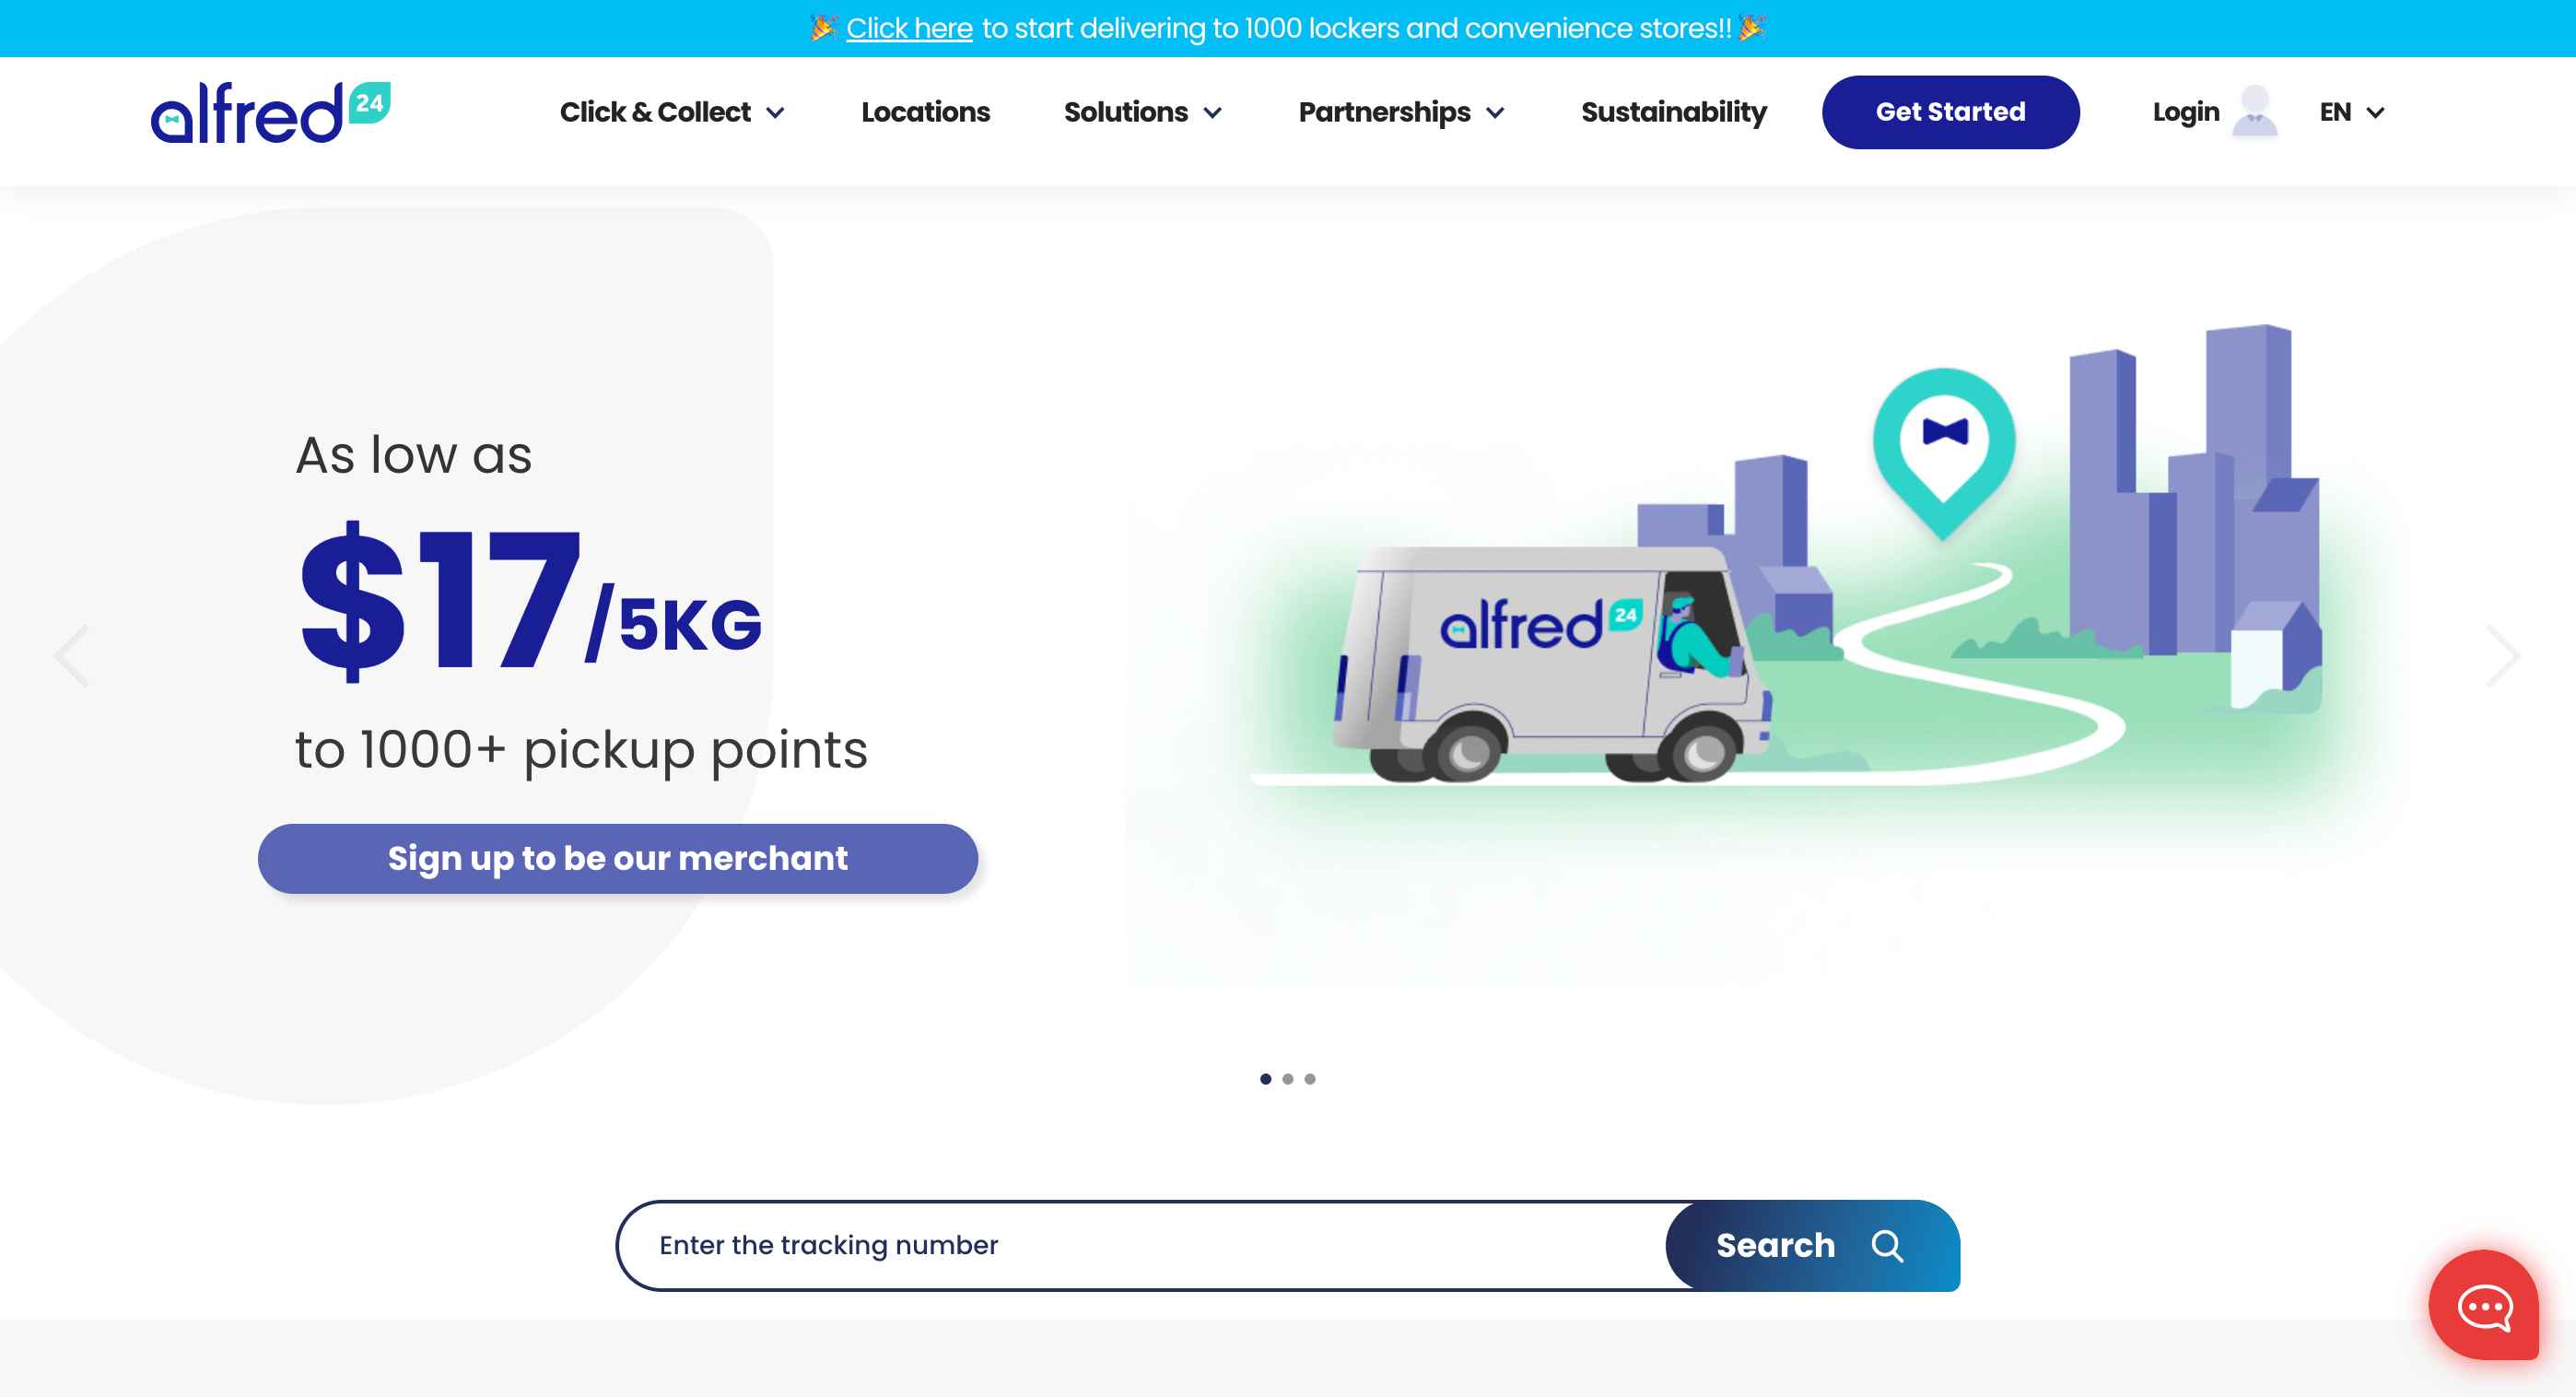 🎉 Click here to start delivering to 1000 lockers and convenience stores!! 🎉
alfred 24
Click & Collect
Locations
Solutions
Partnerships
Sustainability
Get Started
Login
EN
As low as
$17/5KG
to 1000+ pickup points
Sign up to be our merchant
alfred 24
Enter the tracking number
Search